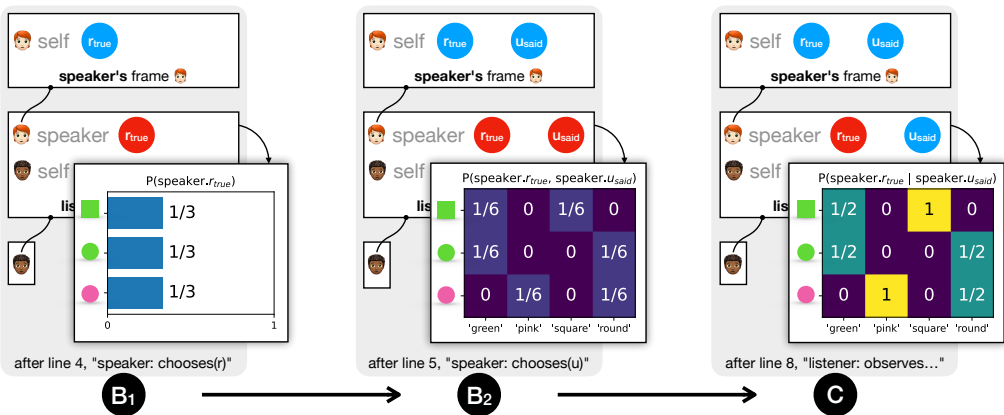 self r_true
speaker's frame
speaker r_true
self
lis
P(speaker.r_true)
1/3
1/3
1/3
0 1
after line 4, "speaker: chooses(r)"
B1
self r_true u_said
speaker's frame
speaker r_true u_said
self
lis
P(speaker.r_true, speaker.u_said)
1/6 0 1/6 0
1/6 0 0 1/6
0 1/6 0 1/6
'green' 'pink' 'square' 'round'
after line 5, "speaker: chooses(u)"
B2
self r_true u_said
speaker's frame
speaker r_true u_said
self
lis
P(speaker.r_true | speaker.u_said)
1/2 0 1 0
1/2 0 0 1/2
0 1 0 1/2
'green' 'pink' 'square' 'round'
after line 8, "listener: observes…"
C